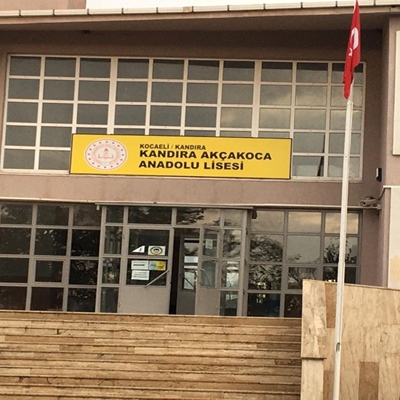 KOCAELİ / KANDIRA
KANDIRA AKÇAKOCA
ANADOLU LİSESİ